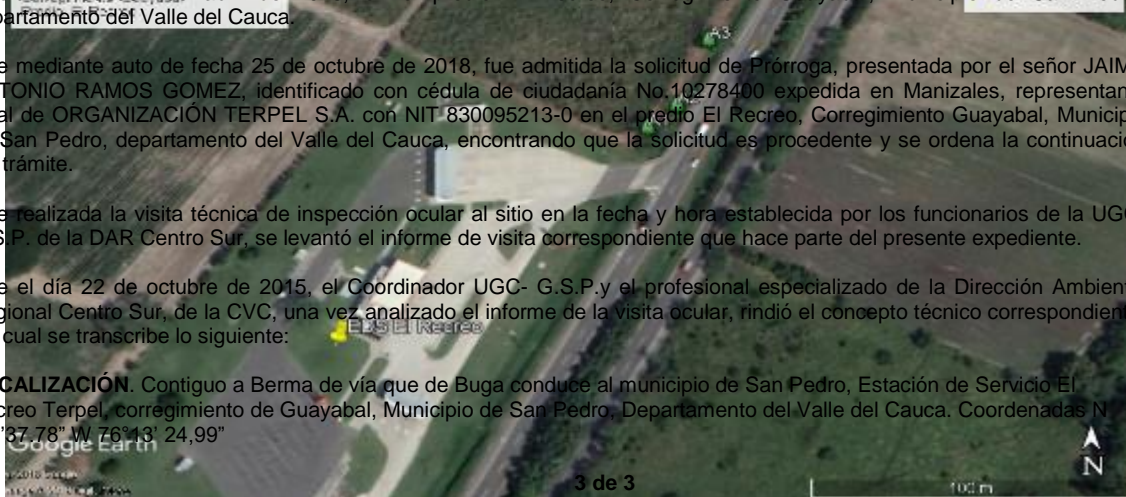 partamento del Valle del Cauca.
A3
e mediante auto de fecha 25 de octubre de 2018, fue admitida la solicitud de Prórroga, presentada por el señor JAIM
TONIO RAMOS GOMEZ, identificado con cédula de ciudadanía No.10278400 expedida en Manizales, representan
al de ORGANIZACIÓN TERPEL S.A. con NIT 830095213-0 en el predio El Recreo, Corregimiento Guayabal, Municip
San Pedro, departamento del Valle del Cauca, encontrando que la solicitud es procedente y se ordena la continuació
trámite.
e realizada la visita técnica de inspección ocular al sitio en la fecha y hora establecida por los funcionarios de la UG
S.P. de la DAR Centro Sur, se levantó el informe de visita correspondiente que hace parte del presente expediente.
e el día 22 de octubre de 2015, el Coordinador UGC- G.S.P.y el profesional especializado de la Dirección Ambient
gional Centro Sur, de la CVC, una vez analizado el informe de la visita ocular, rindió el concepto técnico correspondient
cual se transcribe lo siguiente:
EDS El Recreo
CALIZACIÓN. Contiguo a Berma de vía que de Buga conduce al municipio de San Pedro, Estación de Servicio El
creo Terpel, corregimiento de Guayabal, Municipio de San Pedro, Departamento del Valle del Cauca. Coordenadas N
'37.78" W 76°13' 24,99"
Google Earth
N
3 de 3
100 m